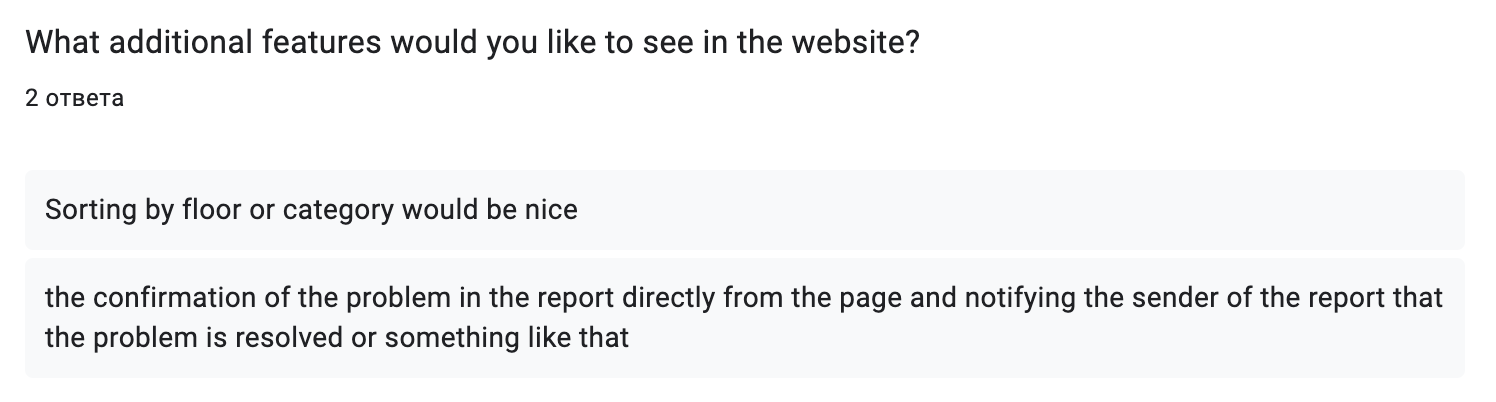 What additional features would you like to see in the website?
2 ответа
Sorting by floor or category would be nice
the confirmation of the problem in the report directly from the page and notifying the sender of the report that
the problem is resolved or something like that